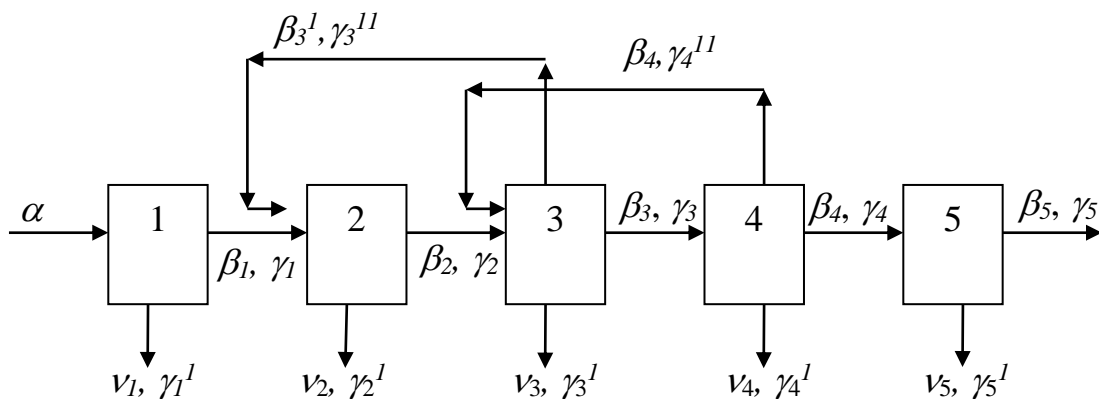 β₃¹, γ₃¹¹
β₄, γ₄¹¹
α 1 2 3 4 5
β₁, γ₁ β₂, γ₂ β₃, γ₃ β₄, γ₄ β₅, γ₅
ν₁, γ₁¹ ν₂, γ₂¹ ν₃, γ₃¹ ν₄, γ₄¹ ν₅, γ₅¹